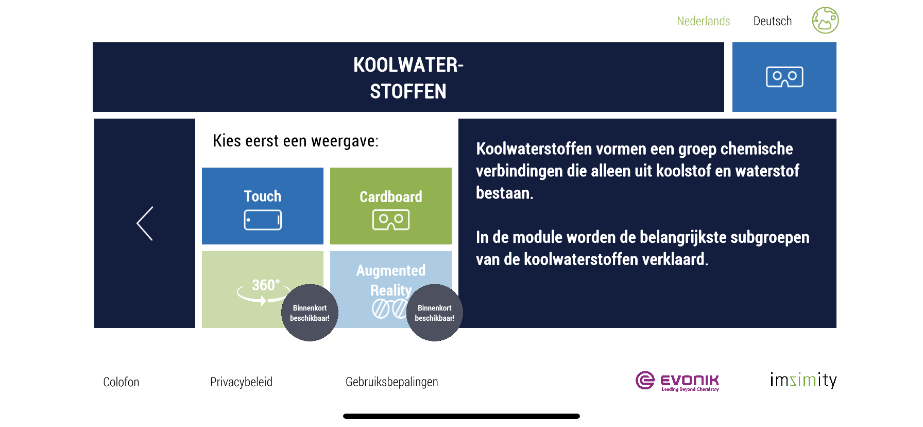 Nederlands Deutsch
KOOLWATER-
STOFFEN
Kies eerst een weergave:
Touch
Cardboard
360°
Binnenkort
beschikbaar!
Augmented
Reality
Binnenkort
beschikbaar!
Koolwaterstoffen vormen een groep chemische
verbindingen die alleen uit koolstof en waterstof
bestaan.
In de module worden de belangrijkste subgroepen
van de koolwaterstoffen verklaard.
Colofon Privacybeleid Gebruiksbepalingen
EVONIK
Leading Beyond Chemistry
imsimity